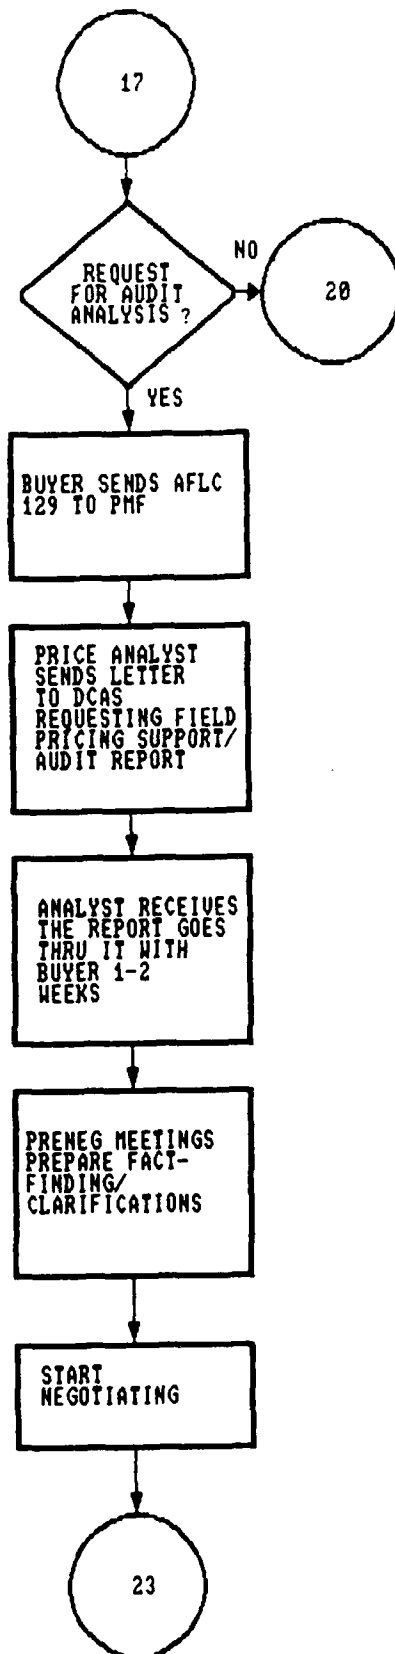 17
REQUEST
FOR AUDIT
ANALYSIS ?
NO
20
YES
BUYER SENDS AFLC
129 TO PMF
PRICE ANALYST
SENDS LETTER
TO DCAS
REQUESTING FIELD
PRICING SUPPORT/
AUDIT REPORT
ANALYST RECEIVES
THE REPORT GOES
THRU IT WITH
BUYER 1-2
WEEKS
PRENEG MEETINGS
PREPARE FACT-
FINDING/
CLARIFICATIONS
START
NEGOTIATING
23